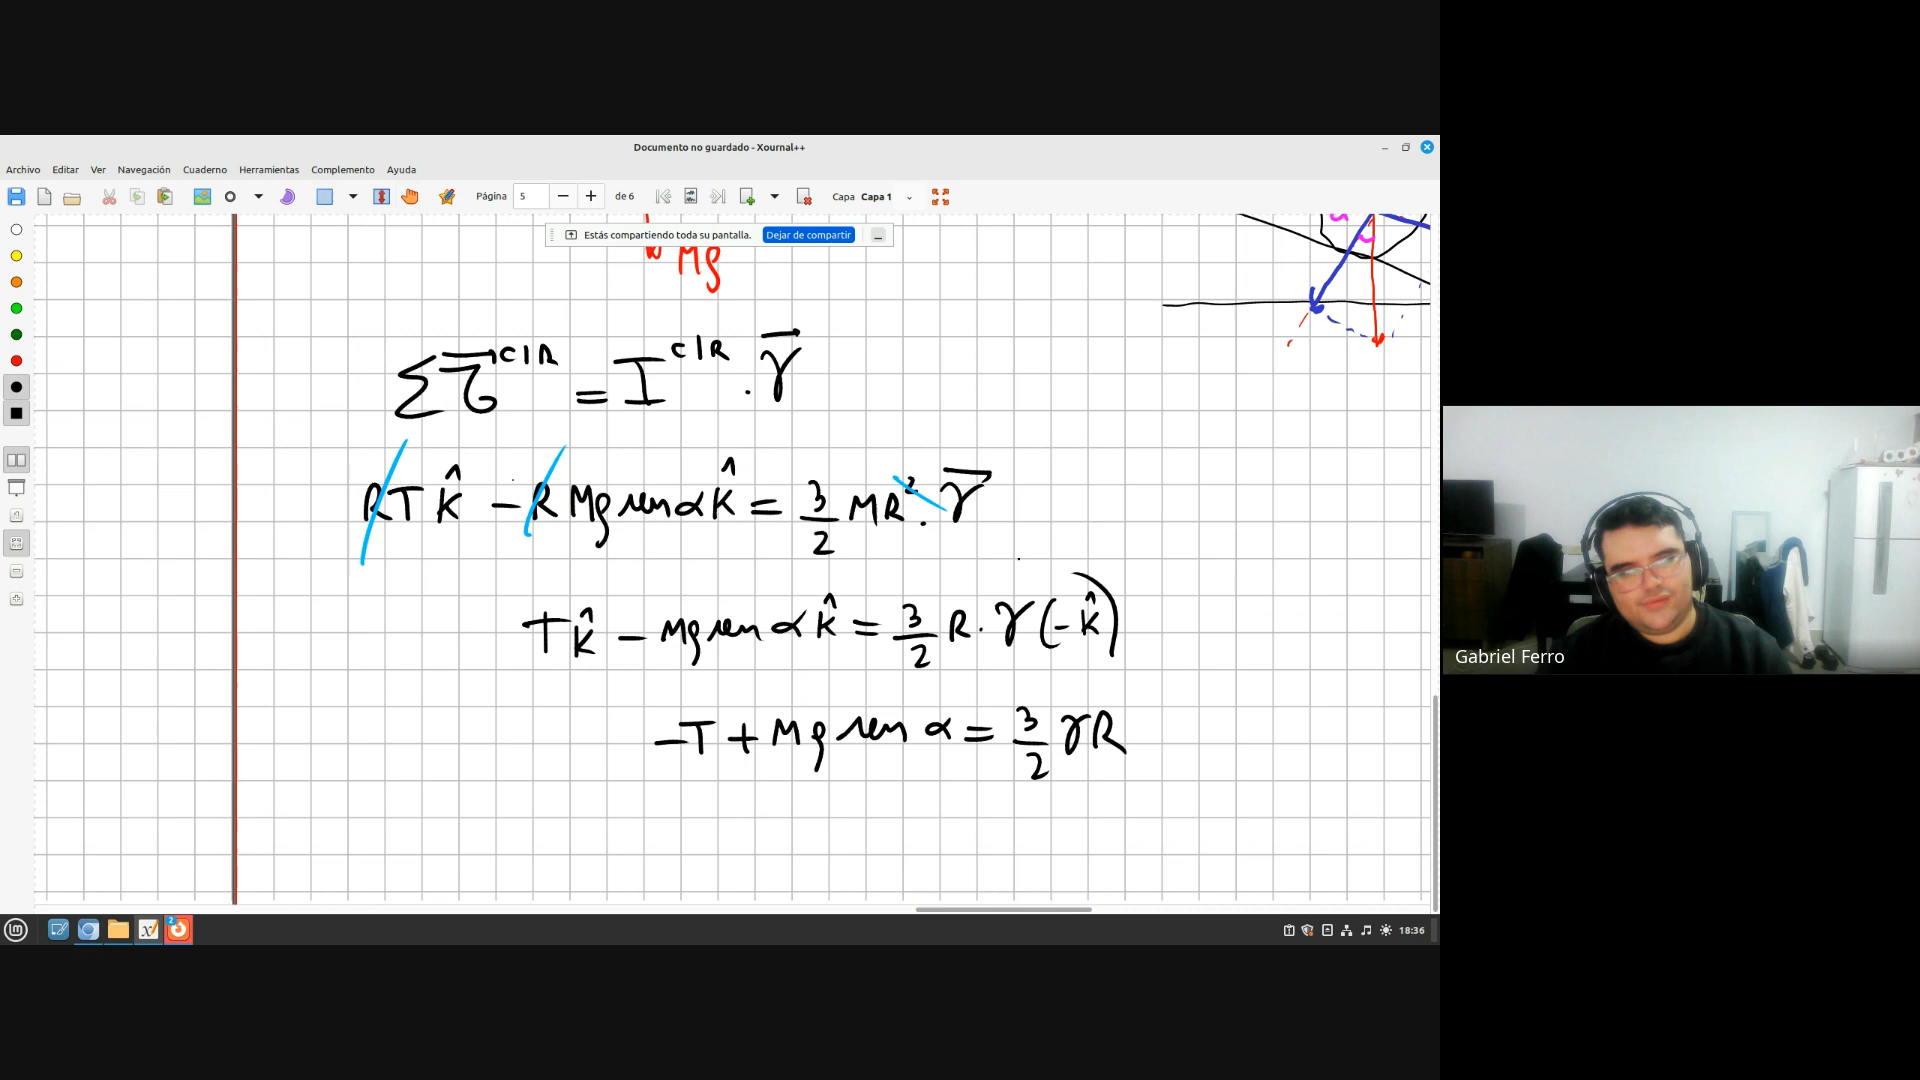 Documento no guardado - Xournal++
Archivo Editar Ver Navegación Cuaderno Herramientas Complemento Ayuda
Página 5 de 6 Capa Capa 1
Estás compartiendo toda su pantalla. Dejar de compartir
Mg
Στ⃗^CIR = I^CIR . γ⃗
RT k̂ - R Mg sen α k̂ = 3/2 MR² . γ⃗
T k̂ - Mg sen α k̂ = 3/2 R . γ (-k̂)
-T + Mg sen α = 3/2 γR
Gabriel Ferro
2
18:36